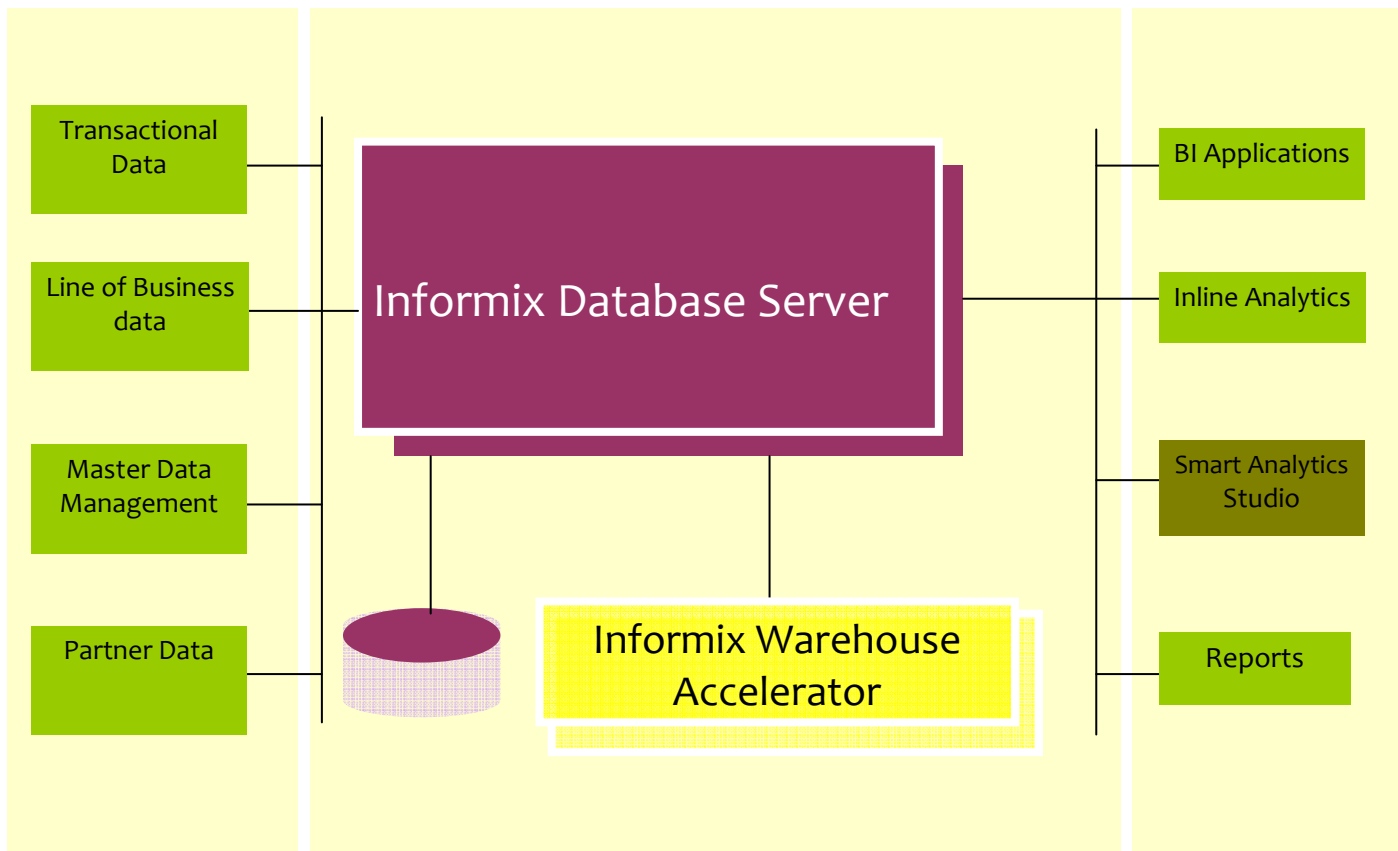 Transactional
Data
Line of Business
data
Master Data
Management
Partner Data
Informix Database Server
Informix Warehouse
Accelerator
BI Applications
Inline Analytics
Smart Analytics
Studio
Reports